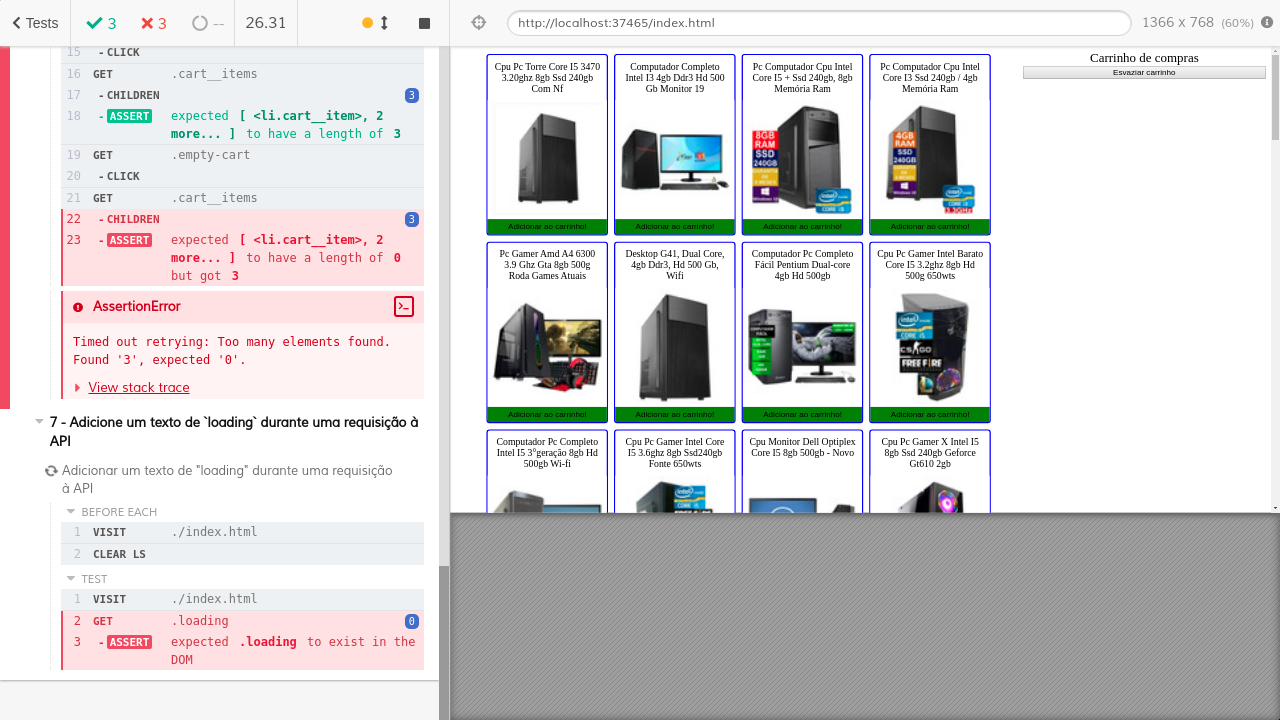 Tests
3
3
--
26.31
http://localhost:37465/index.html
1366 x 768 (60%)
15 - CLICK
16 GET .cart__items
17 - CHILDREN 3
18 - ASSERT expected [ <li.cart__item>, 2
more... ] to have a length of 3
19 GET .empty-cart
20 - CLICK
21 GET .cart__items
22 - CHILDREN 3
23 - ASSERT expected [ <li.cart__item>, 2
more... ] to have a length of 0
but got 3
AssertionError
Timed out retrying: Too many elements found.
Found '3', expected '0'.
View stack trace
7 - Adicione um texto de `loading` durante uma requisição à
API
Adicionar um texto de "loading" durante uma requisição
à API
BEFORE EACH
1 VISIT ./index.html
2 CLEAR LS
TEST
1 VISIT ./index.html
2 GET .loading 0
3 - ASSERT expected .loading to exist in the
DOM
Cpu Pc Torre Core I5 3470
3.20ghz 8gb Ssd 240gb
Com Nf
Adicionar ao carrinho!
Computador Completo
Intel I3 4gb Ddr3 Hd 500
Gb Monitor 19
Adicionar ao carrinho!
Pc Computador Cpu Intel
Core I5 + Ssd 240gb, 8gb
Memória Ram
8GB
RAM
SSD
240GB
Adicionar ao carrinho!
Pc Computador Cpu Intel
Core I3 Ssd 240gb / 4gb
Memória Ram
4GB
RAM
SSD
240GB
Adicionar ao carrinho!
Pc Gamer Amd A4 6300
3.9 Ghz Gta 8gb 500g
Roda Games Atuais
Adicionar ao carrinho!
Desktop G41, Dual Core,
4gb Ddr3, Hd 500 Gb,
Wifi
Adicionar ao carrinho!
Computador Pc Completo
Fácil Pentium Dual-core
4gb Hd 500gb
Adicionar ao carrinho!
Cpu Pc Gamer Intel Barato
Core I5 3.2ghz 8gb Hd
500g 650wts
CS:GO
FREE FIRE
Adicionar ao carrinho!
Computador Pc Completo
Intel I5 3°geração 8gb Hd
500gb Wi-fi
Cpu Pc Gamer Intel Core
I5 3.6ghz 8gb Ssd240gb
Fonte 650wts
Cpu Monitor Dell Optiplex
Core I5 8gb 500gb - Novo
Cpu Pc Gamer X Intel I5
8gb Ssd 240gb Geforce
Gt610 2gb
Carrinho de compras
Esvaziar carrinho